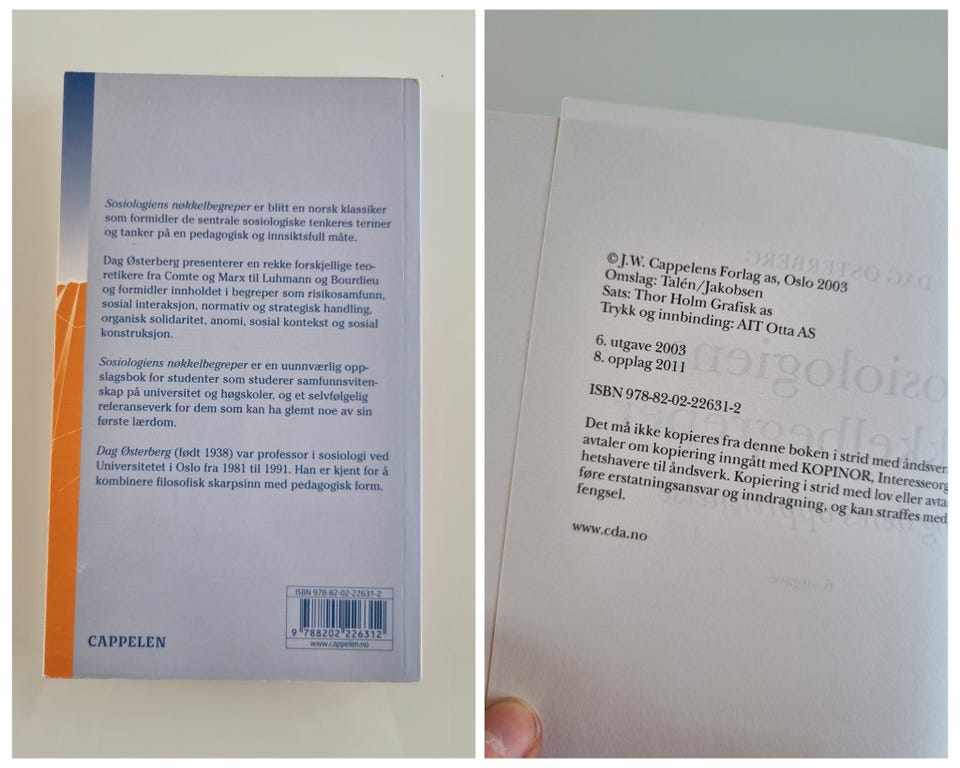 Sosiologiens nøkkelbegreper er blitt en norsk klassiker
som formidler de sentrale sosiologiske tenkeres termer
og tanker på en pedagogisk og innsiktsfull måte.
Dag Østerberg presenterer en rekke forskjellige teo-
retikere fra Comte og Marx til Luhmann og Bourdieu
og formidler innholdet i begreper som risikosamfunn,
sosial interaksjon, normativ og strategisk handling,
organisk solidaritet, anomi, sosial kontekst og sosial
konstruksjon.
Sosiologiens nøkkelbegreper er en uunnværlig opp-
slagsbok for studenter som studerer samfunnsviten-
skap på universitet og høgskoler, og et selvfølgelig
referanseverk for dem som kan ha glemt noe av sin
første lærdom.
Dag Østerberg (født 1938) var professor i sosiologi ved
Universitetet i Oslo fra 1981 til 1991. Han er kjent for å
kombinere filosofisk skarpsinn med pedagogisk form.
CAPPELEN
ISBN 978-82-02-22631-2
9 788202 226312
www.cappelen.no
© J.W. Cappelens Forlag as, Oslo 2003
Omslag: Talén/Jakobsen
Sats: Thor Holm Grafisk as
Trykk og innbinding: AIT Otta AS
6. utgave 2003
8. opplag 2011
ISBN 978-82-02-22631-2
Det må ikke kopieres fra denne boken i strid med åndsver
avtaler om kopiering inngått med KOPINOR, Interesseorg
hetshavere til åndsverk. Kopiering i strid med lov eller avta
føre erstatningsansvar og inndragning, og kan straffes med
fengsel.
www.cda.no
DAG ØSTERBERG
osiologien
kkelbegreper
6. utgave